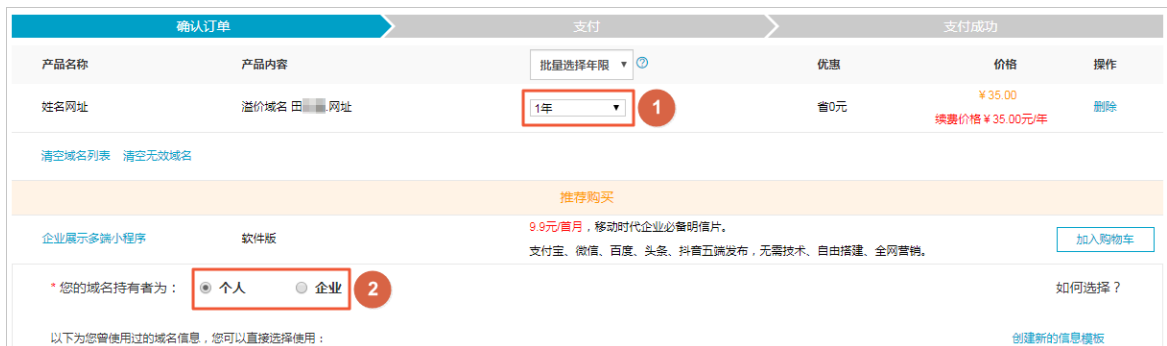 确认订单 支付 支付成功
产品名称 产品内容 批量选择年限 优惠 价格 操作
姓名网址 溢价域名 田 .网址 1年 1 省0元 ¥35.00 删除
续费价格¥35.00元/年
清空域名列表 清空无效域名
推荐购买
企业展示多端小程序 软件版 9.9元/首月，移动时代企业必备明信片。 加入购物车
支付宝、微信、百度、头条、抖音五端发布，无需技术、自由搭建、全网营销。
*您的域名持有者为： 个人 企业 2 如何选择？
以下为您曾使用过的域名信息，您可以直接选择使用： 创建新的信息模板